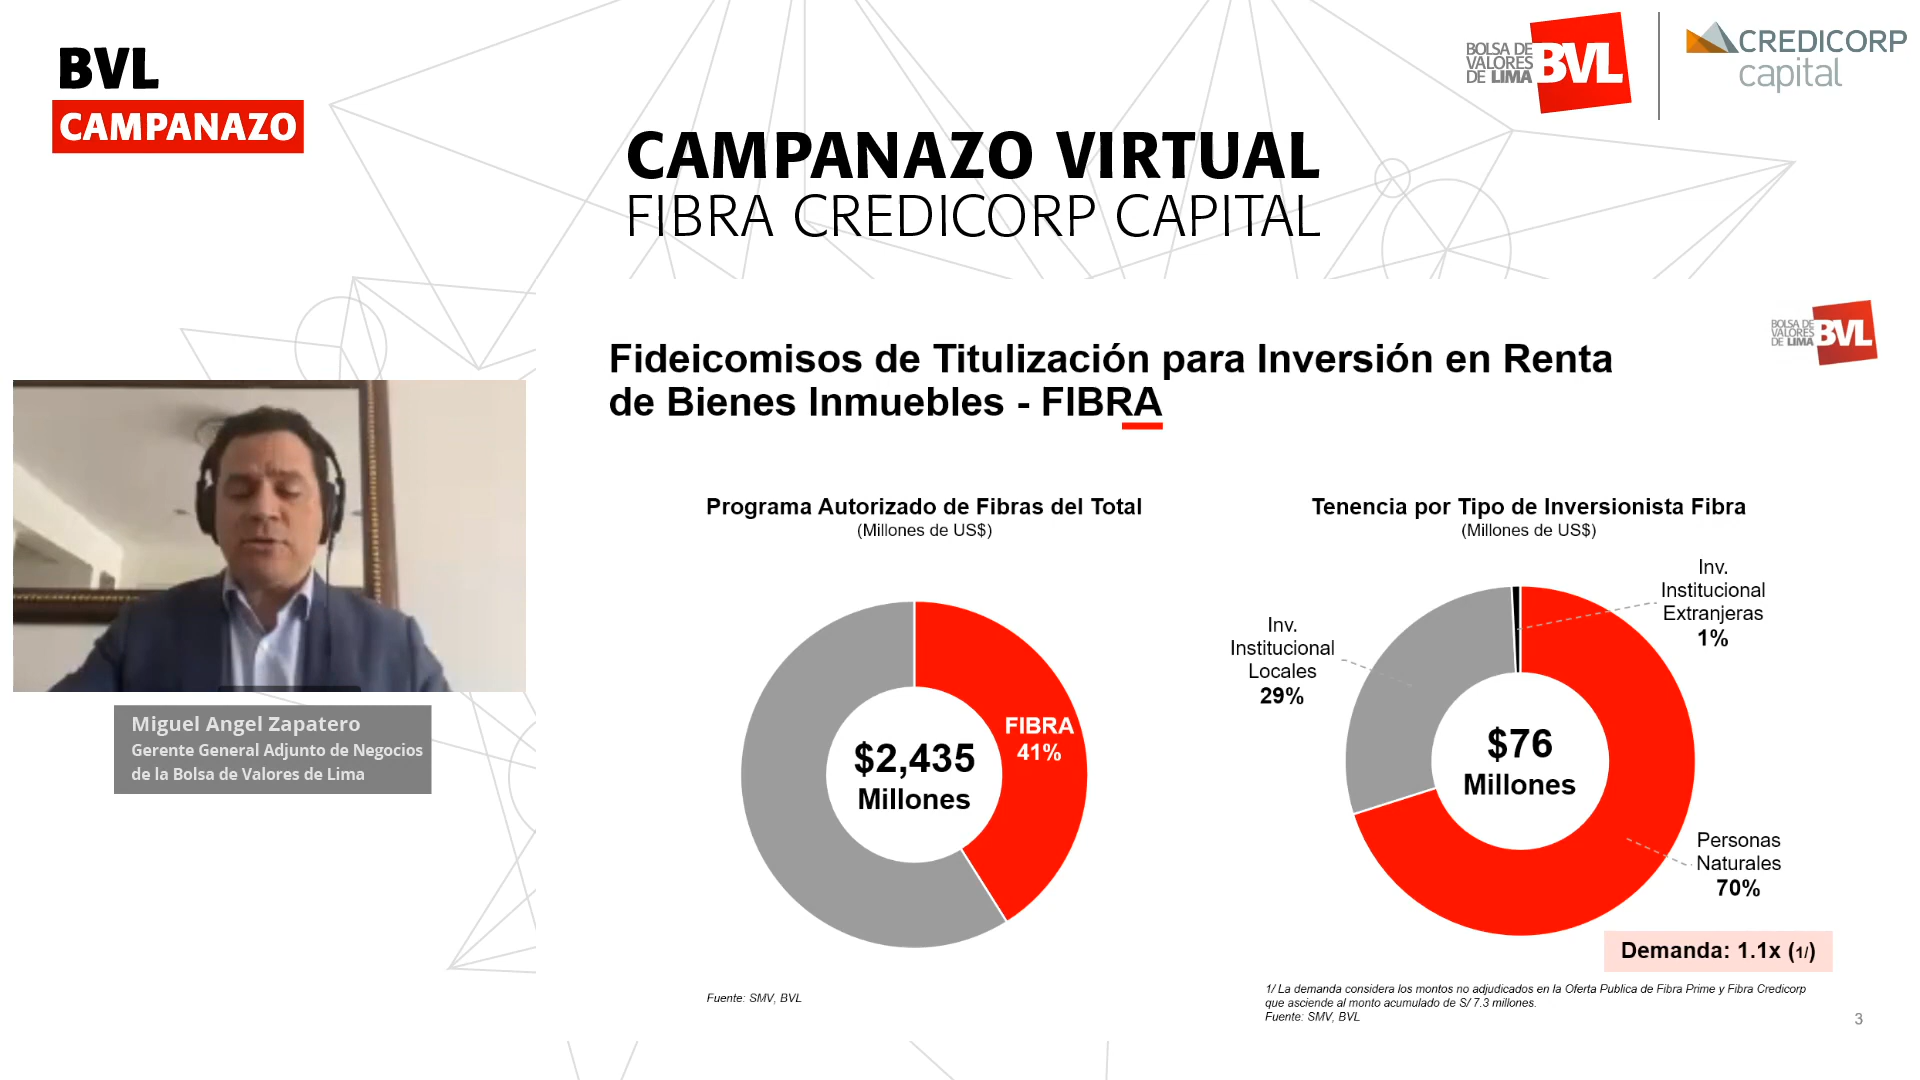 BVL
CAMPANAZO
BOLSA DE
VALORES
DE LIMA
BVL
CREDICORP
capital
CAMPANAZO VIRTUAL
FIBRA CREDICORP CAPITAL
BOLSA DE
VALORES
DE LIMA
BVL
Fideicomisos de Titulización para Inversión en Renta
de Bienes Inmuebles - FIBRA
Miguel Angel Zapatero
Gerente General Adjunto de Negocios
de la Bolsa de Valores de Lima
Programa Autorizado de Fibras del Total
(Millones de US$)
FIBRA
41%
$2,435
Millones
Fuente: SMV, BVL
Tenencia por Tipo de Inversionista Fibra
(Millones de US$)
Inv.
Institucional
Extranjeras
1%
Inv.
Institucional
Locales
29%
$76
Millones
Personas
Naturales
70%
Demanda: 1.1x (1/)
1/ La demanda considera los montos no adjudicados en la Oferta Publica de Fibra Prime y Fibra Credicorp
que asciende al monto acumulado de S/ 7.3 millones.
Fuente: SMV, BVL
3